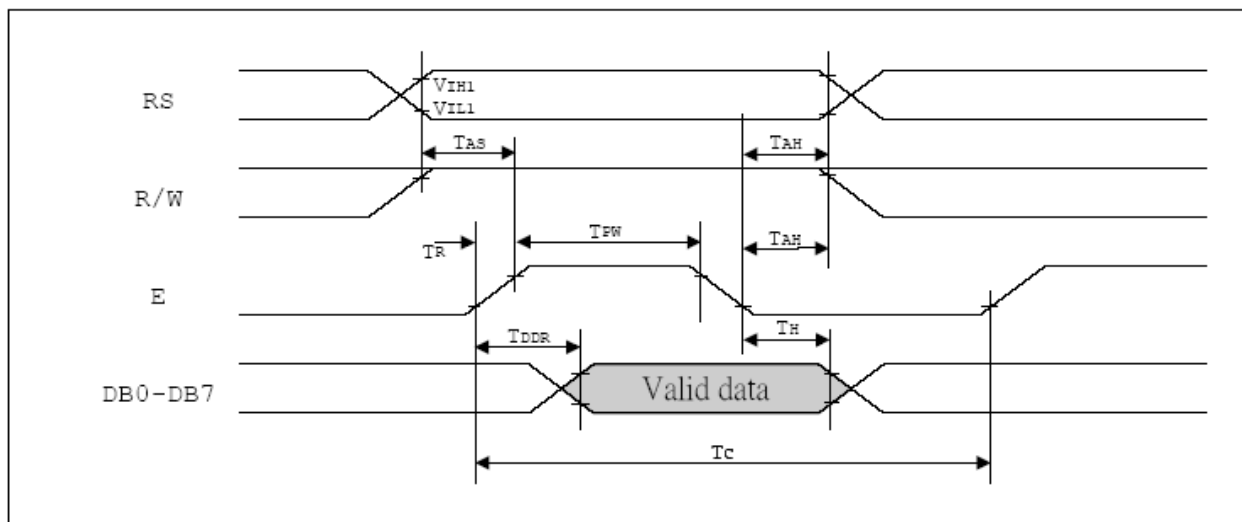 RS
VIH1
VIL1
TAS
TAH
R/W
TR
TPW
TAH
E
TDDR
TH
DB0-DB7
Valid data
TC